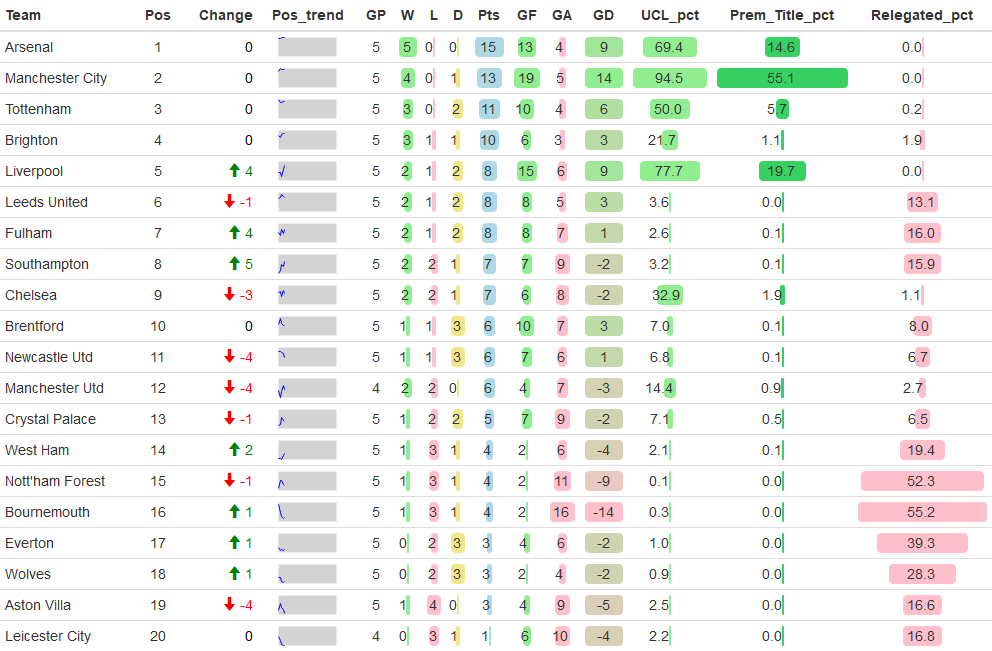 Team Pos Change Pos_trend GP W L D Pts GF GA GD UCL_pct Prem_Title_pct Relegated_pct
Arsenal 1 0 5 5 0 0 15 13 4 9 69.4 14.6 0.0
Manchester City 2 0 5 4 0 1 13 19 5 14 94.5 55.1 0.0
Tottenham 3 0 5 3 0 2 11 10 4 6 50.0 5.7 0.2
Brighton 4 0 5 3 1 1 10 6 3 3 21.7 1.1 1.9
Liverpool 5 4 5 2 1 2 8 15 6 9 77.7 19.7 0.0
Leeds United 6 -1 5 2 1 2 8 8 5 3 3.6 0.0 13.1
Fulham 7 4 5 2 1 2 8 8 7 1 2.6 0.1 16.0
Southampton 8 5 5 2 2 1 7 7 9 -2 3.2 0.1 15.9
Chelsea 9 -3 5 2 2 1 7 6 8 -2 32.9 1.9 1.1
Brentford 10 0 5 1 1 3 6 10 7 3 7.0 0.1 8.0
Newcastle Utd 11 -4 5 1 1 3 6 7 6 1 6.8 0.1 6.7
Manchester Utd 12 -4 4 2 2 0 6 4 7 -3 14.4 0.9 2.7
Crystal Palace 13 -1 5 1 2 2 5 7 9 -2 7.1 0.5 6.5
West Ham 14 2 5 1 3 1 4 2 6 -4 2.1 0.1 19.4
Nott'ham Forest 15 -1 5 1 3 1 4 2 11 -9 0.1 0.0 52.3
Bournemouth 16 1 5 1 3 1 4 2 16 -14 0.3 0.0 55.2
Everton 17 1 5 0 2 3 3 4 6 -2 1.0 0.0 39.3
Wolves 18 1 5 0 2 3 3 2 4 -2 0.9 0.0 28.3
Aston Villa 19 -4 5 1 4 0 3 4 9 -5 2.5 0.0 16.6
Leicester City 20 0 4 0 3 1 1 6 10 -4 2.2 0.0 16.8